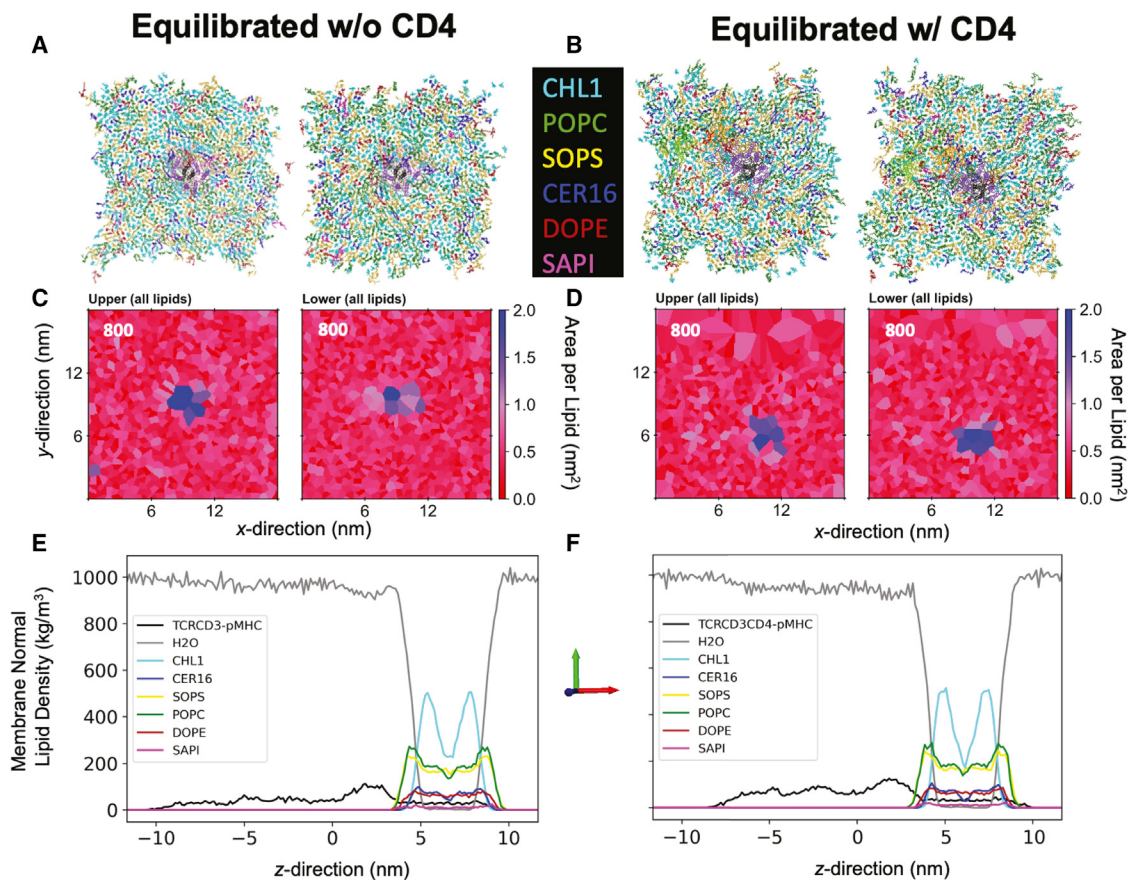 Equilibrated w/o CD4
Equilibrated w/ CD4
A
B
CHL1
POPC
SOPS
CER16
DOPE
SAPI
C
Upper (all lipids)
Lower (all lipids)
800
800
12
6
6
12
6
12
y-direction (nm)
x-direction (nm)
2.0
1.5
1.0
0.5
0.0
Area per Lipid (nm²)
D
Upper (all lipids)
Lower (all lipids)
800
800
12
6
6
12
6
12
x-direction (nm)
2.0
1.5
1.0
0.5
0.0
Area per Lipid (nm²)
E
Membrane Normal
Lipid Density (kg/m³)
1000
800
600
400
200
0
TCRCD3-pMHC
H2O
CHL1
CER16
SOPS
POPC
DOPE
SAPI
−10
−5
0
5
10
z-direction (nm)
F
TCRCD3CD4-pMHC
H2O
CHL1
CER16
SOPS
POPC
DOPE
SAPI
−10
−5
0
5
10
z-direction (nm)